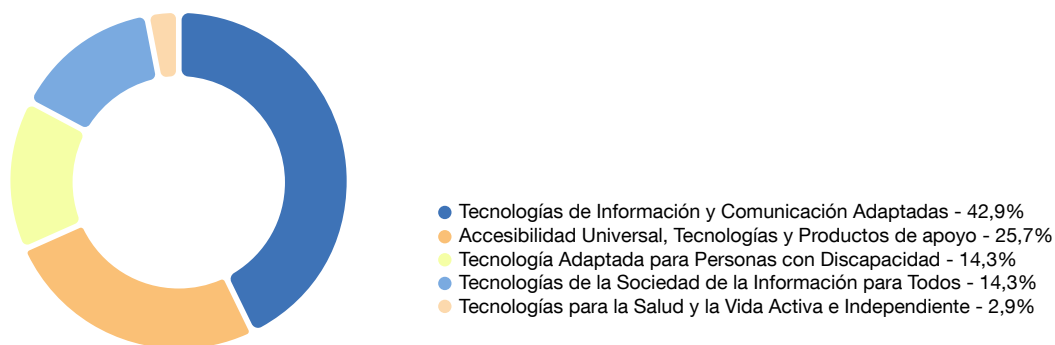 Tecnologías de Información y Comunicación Adaptadas - 42,9%
Accesibilidad Universal, Tecnologías y Productos de apoyo - 25,7%
Tecnología Adaptada para Personas con Discapacidad - 14,3%
Tecnologías de la Sociedad de la Información para Todos - 14,3%
Tecnologías para la Salud y la Vida Activa e Independiente - 2,9%